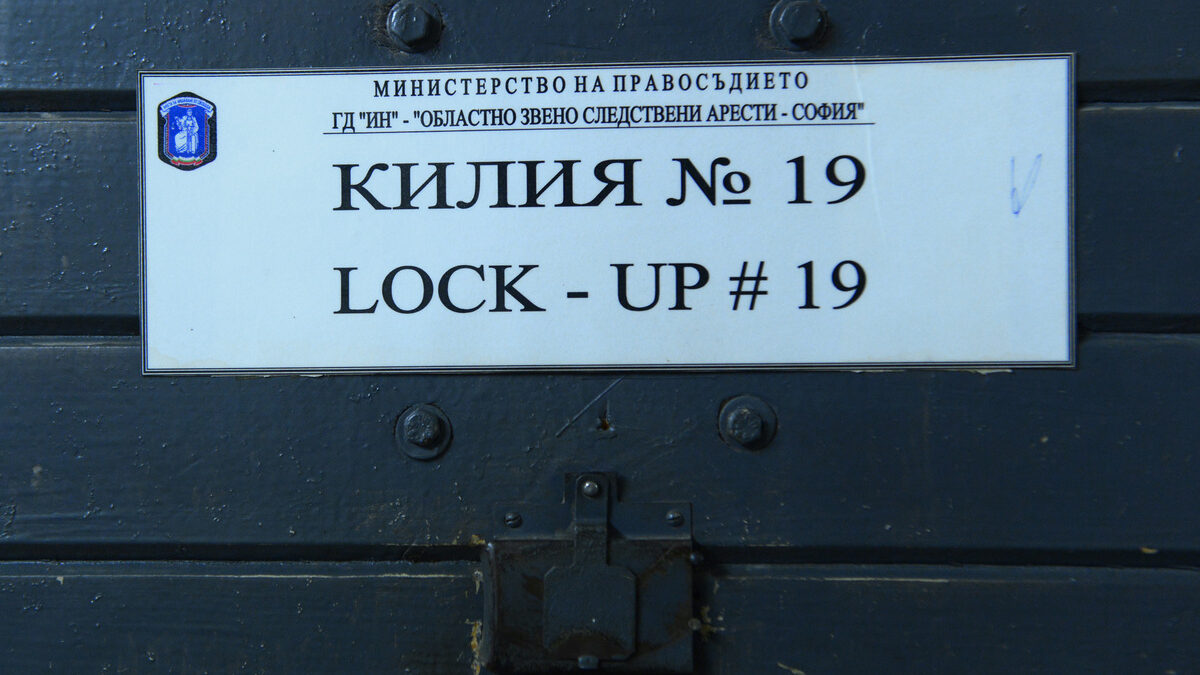 МИНИСТЕРСТВО НА ПРАВОСЪДИЕТО
ГД "ИН" - "ОБЛАСТНО ЗВЕНО СЛЕДСТВЕНИ АРЕСТИ - СОФИЯ"
КИЛИЯ № 19
LOCK - UP # 19